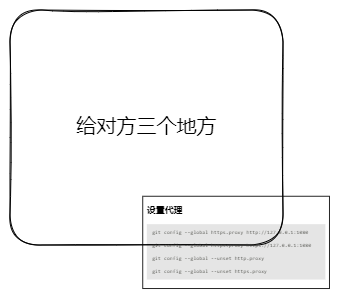 给对方三个地方
设置代理
git config --global https.proxy http://127.0.0.1:1080
git config --global https.proxy https://127.0.0.1:1080
git config --global --unset http.proxy
git config --global --unset https.proxy